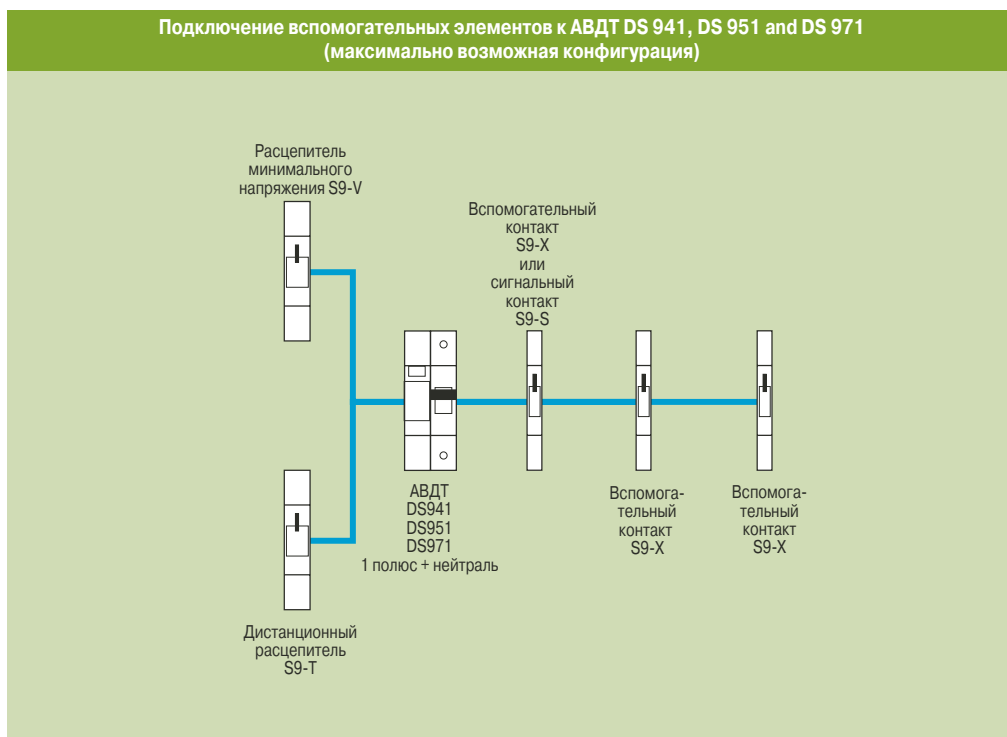 Подключение вспомогательных элементов к АВДТ DS 941, DS 951 and DS 971
(максимально возможная конфигурация)
Расцепитель
минимального
напряжения S9-V
Вспомогательный
контакт
S9-X
или
сигнальный
контакт
S9-S
АВДТ
DS941
DS951
DS971
1 полюс + нейтраль
Вспомога-
тельный
контакт
S9-X
Вспомога-
тельный
контакт
S9-X
Дистанционный
расцепитель
S9-T